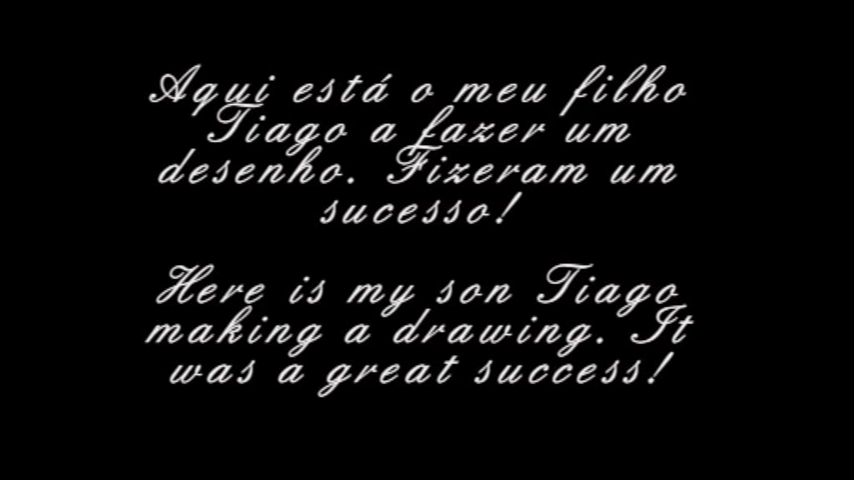 Aqui está o meu filho
Tiago a fazer um
desenho. Fizeram um
sucesso!
Here is my son Tiago
making a drawing. It
was a great success!